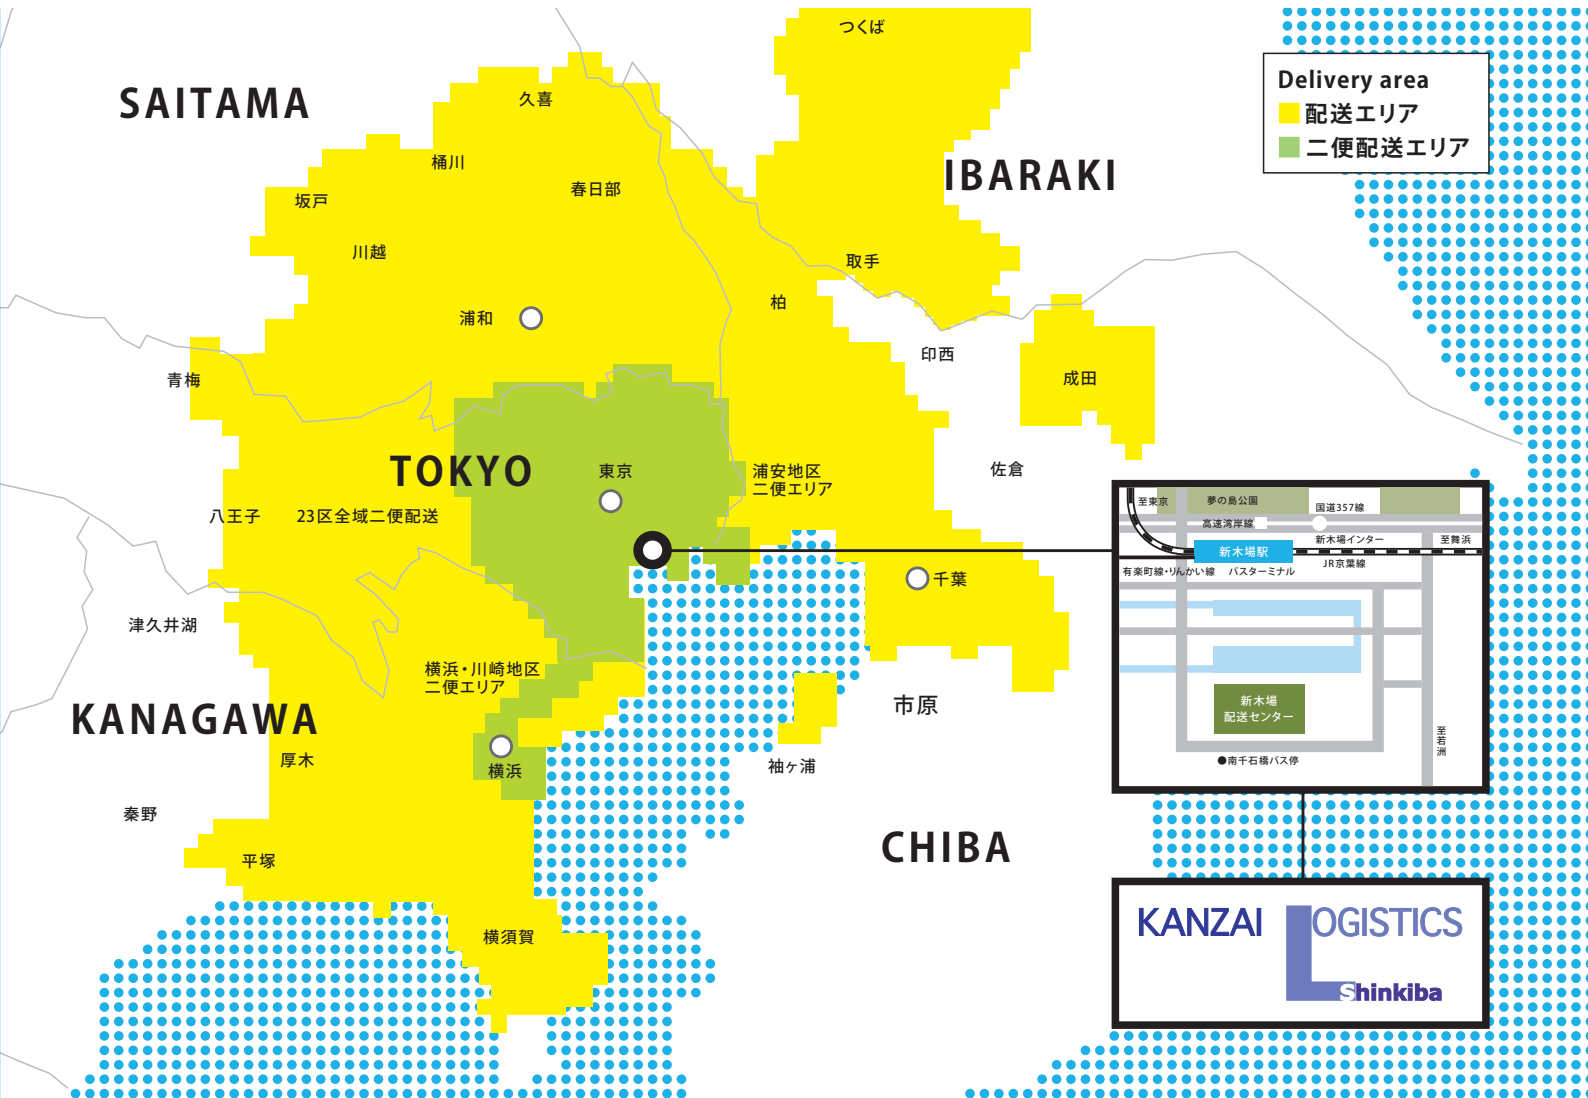 つくば
SAITAMA
久喜
Delivery area
配送エリア
二便配送エリア
桶川
春日部
IBARAKI
坂戸
川越
取手
柏
浦和
印西
青梅
成田
TOKYO
東京
浦安地区
二便エリア
佐倉
八王子
23区全域二便配送
千葉
津久井湖
横浜・川崎地区
二便エリア
KANAGAWA
市原
厚木
横浜
袖ヶ浦
秦野
CHIBA
平塚
横須賀
至東京
夢の島公園
国道357線
高速湾岸線
新木場駅
新木場インター
至舞浜
有楽町線・りんかい線
バスターミナル
JR京葉線
新木場
配送センター
至若洲
●南千石橋バス停
KANZAI LOGISTICS
Shinkiba